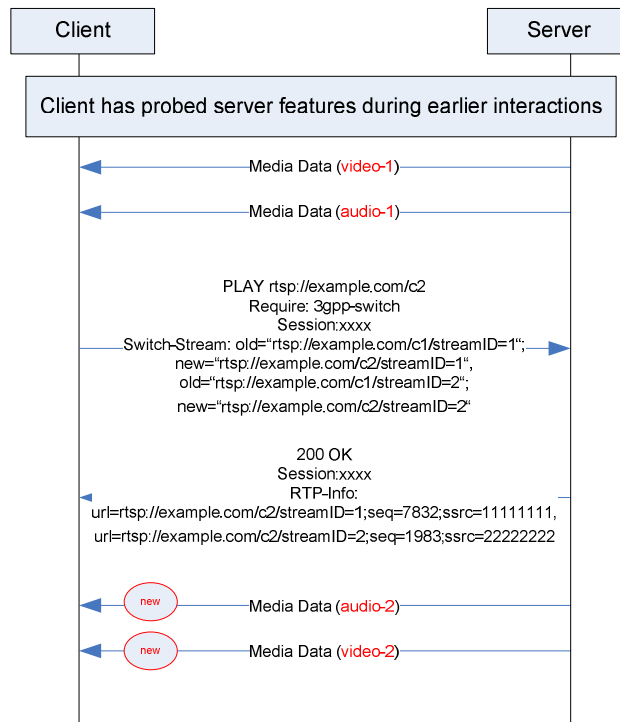 Client
Server
Client has probed server features during earlier interactions
Media Data (video-1)
Media Data (audio-1)
PLAY rtsp://example.com/c2
Require: 3gpp-switch
Session:xxxx
Switch-Stream: old=“rtsp://example.com/c1/streamID=1“;
new=“rtsp://example.com/c2/streamID=1“,
old=“rtsp://example.com/c1/streamID=2“;
new=“rtsp://example.com/c2/streamID=2“
200 OK
Session:xxxx
RTP-Info:
url=rtsp://example.com/c2/streamID=1;seq=7832;ssrc=11111111,
url=rtsp://example.com/c2/streamID=2;seq=1983;ssrc=22222222
new
Media Data (audio-2)
new
Media Data (video-2)